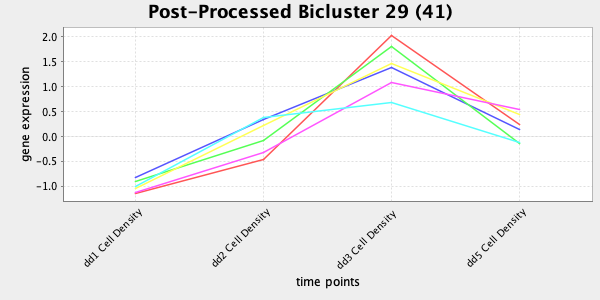 Post-Processed Bicluster 29 (41)
gene expression
2.0
1.5
1.0
0.5
0.0
-0.5
-1.0
dd1 Cell Density
dd2 Cell Density
dd3 Cell Density
dd5 Cell Density
time points